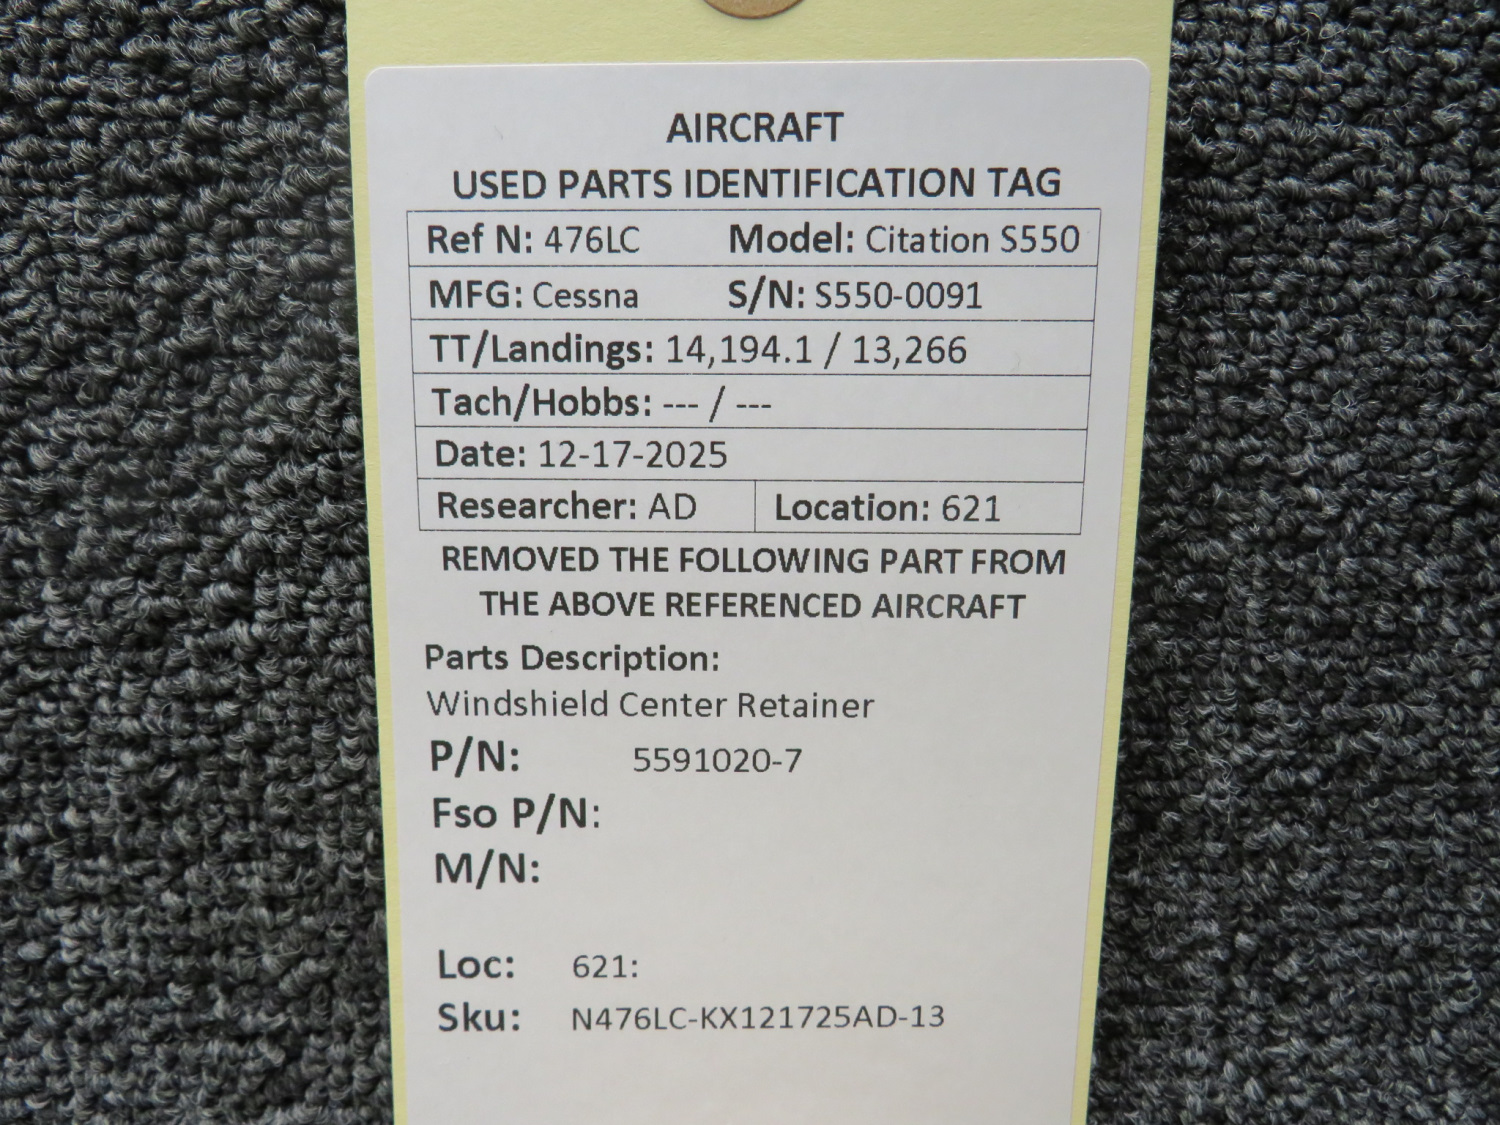 AIRCRAFT
USED PARTS IDENTIFICATION TAG
Ref N: 476LC Model: Citation S550
MFG: Cessna S/N: S550-0091
TT/Landings: 14,194.1 / 13,266
Tach/Hobbs: --- / ---
Date: 12-17-2025
Researcher: AD Location: 621
REMOVED THE FOLLOWING PART FROM
THE ABOVE REFERENCED AIRCRAFT
Parts Description:
Windshield Center Retainer
P/N: 5591020-7
Fso P/N:
M/N:
Loc: 621:
Sku: N476LC-KX121725AD-13